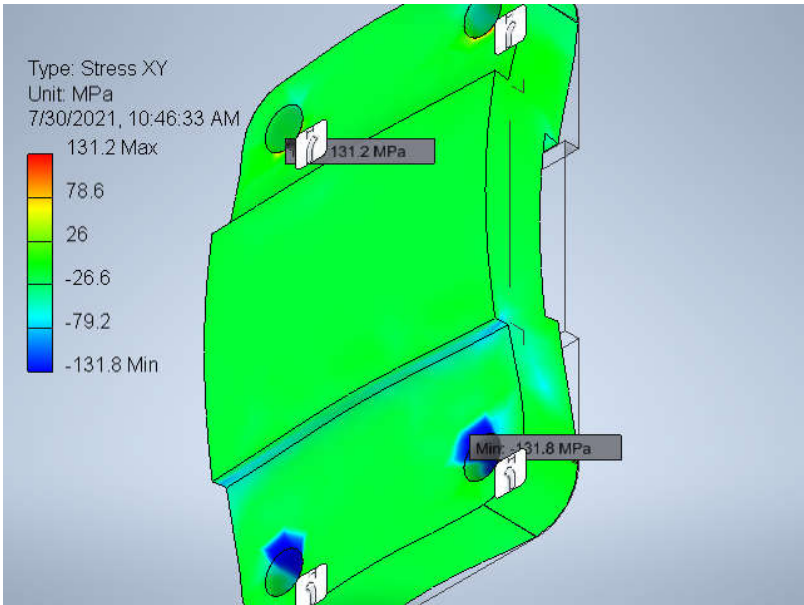 Type: Stress XY
Unit: MPa
7/30/2021, 10:46:33 AM
131.2 Max
78.6
26
-26.6
-79.2
-131.8 Min
131.2 MPa
Min: -131.8 MPa